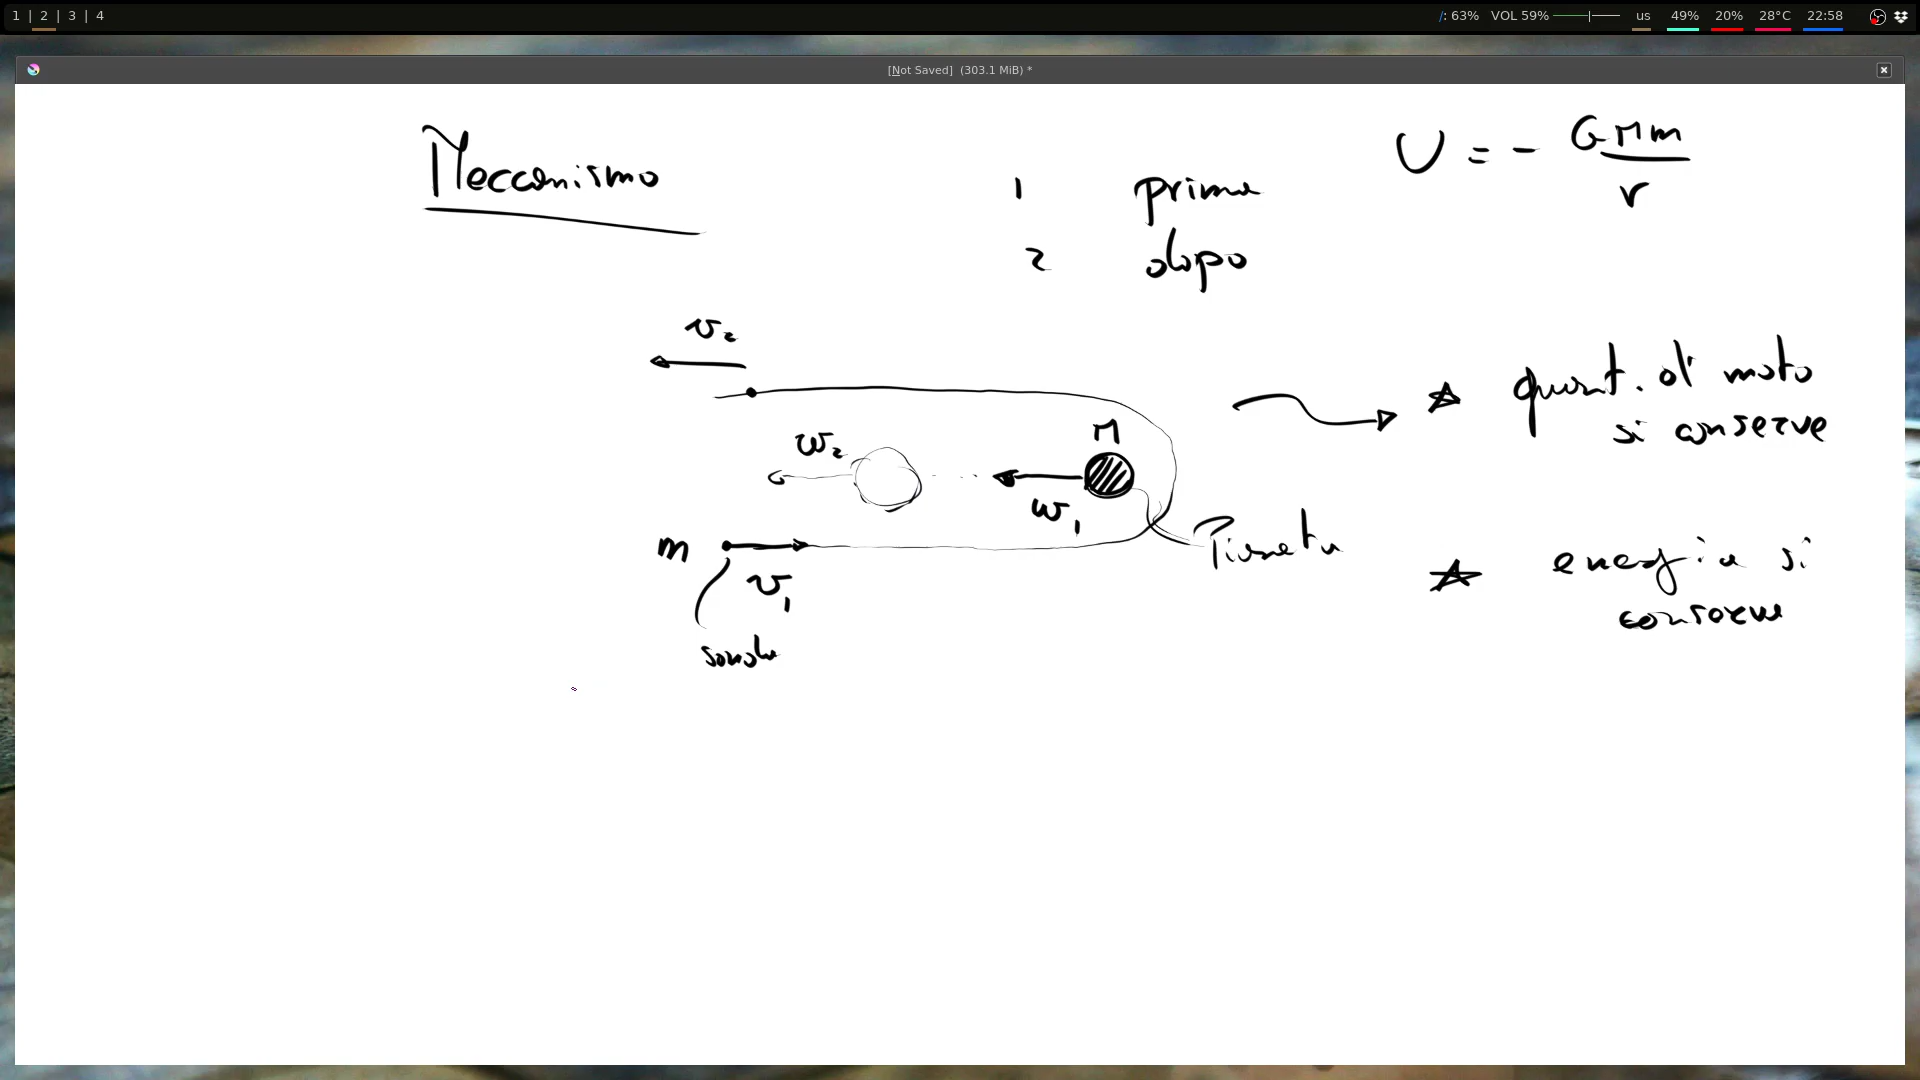 1 | 2 | 3 | 4
/: 63% VOL 59% us 49% 20% 28°C 22:58
[Not Saved] (303.1 MiB) *
Meccanismo
1 prima
2 dopo
U = - GMm / r
v₂
w₂
M
w₁
m
v₁
sonda
Pianeta
☆ quant. di moto
si conserva
☆ energia si
conserva